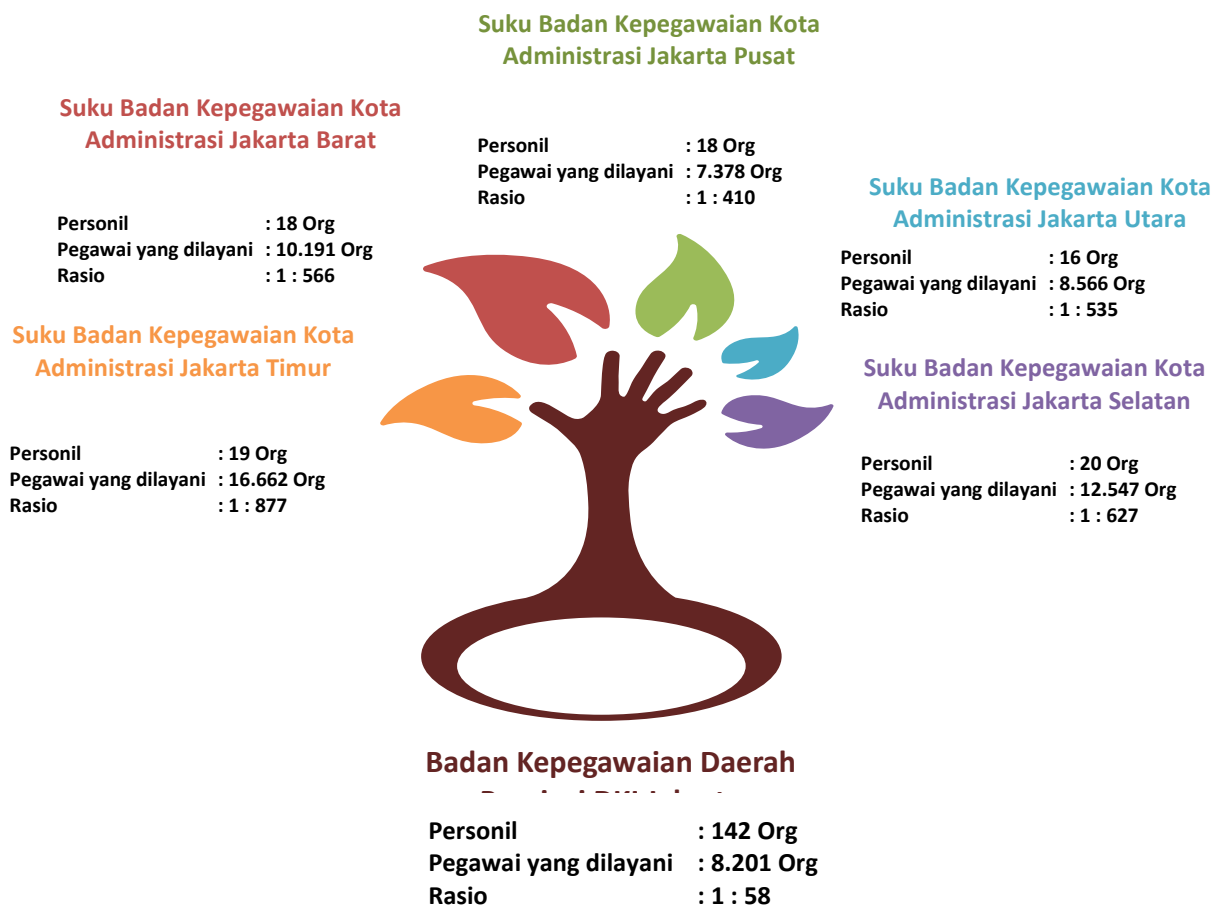 Suku Badan Kepegawaian Kota
Administrasi Jakarta Pusat
Personil : 18 Org
Pegawai yang dilayani : 7.378 Org
Rasio : 1 : 410
Suku Badan Kepegawaian Kota
Administrasi Jakarta Barat
Personil : 18 Org
Pegawai yang dilayani : 10.191 Org
Rasio : 1 : 566
Suku Badan Kepegawaian Kota
Administrasi Jakarta Utara
Personil : 16 Org
Pegawai yang dilayani : 8.566 Org
Rasio : 1 : 535
Suku Badan Kepegawaian Kota
Administrasi Jakarta Timur
Personil : 19 Org
Pegawai yang dilayani : 16.662 Org
Rasio : 1 : 877
Suku Badan Kepegawaian Kota
Administrasi Jakarta Selatan
Personil : 20 Org
Pegawai yang dilayani : 12.547 Org
Rasio : 1 : 627
Badan Kepegawaian Daerah
Personil : 142 Org
Pegawai yang dilayani : 8.201 Org
Rasio : 1 : 58